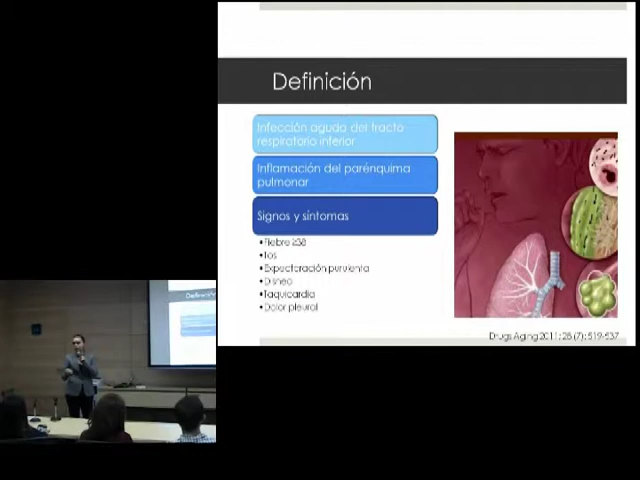 Definición
Infección aguda del tracto
respiratorio inferior
Inflamación del parénquima
pulmonar
Signos y síntomas
•Fiebre ≥38
•Tos
•Expectoración purulenta
•Disnea
•Taquicardia
•Dolor pleural
Drugs Aging 2011; 28 (7): 519-537
Definición